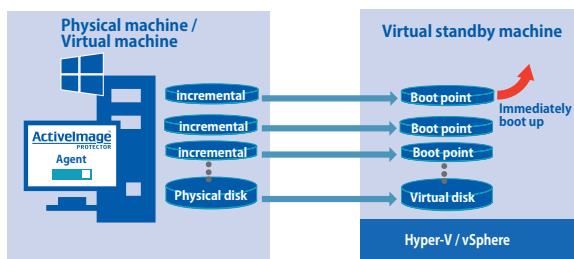 Physical machine /
Virtual machine
ActiveImage™
PROTECTOR
Agent
incremental
incremental
Incremental
Physical disk
Virtual standby machine
Boot point
Boot point
Boot point
Virtual disk
Immediately
boot up
Hyper-V / vSphere